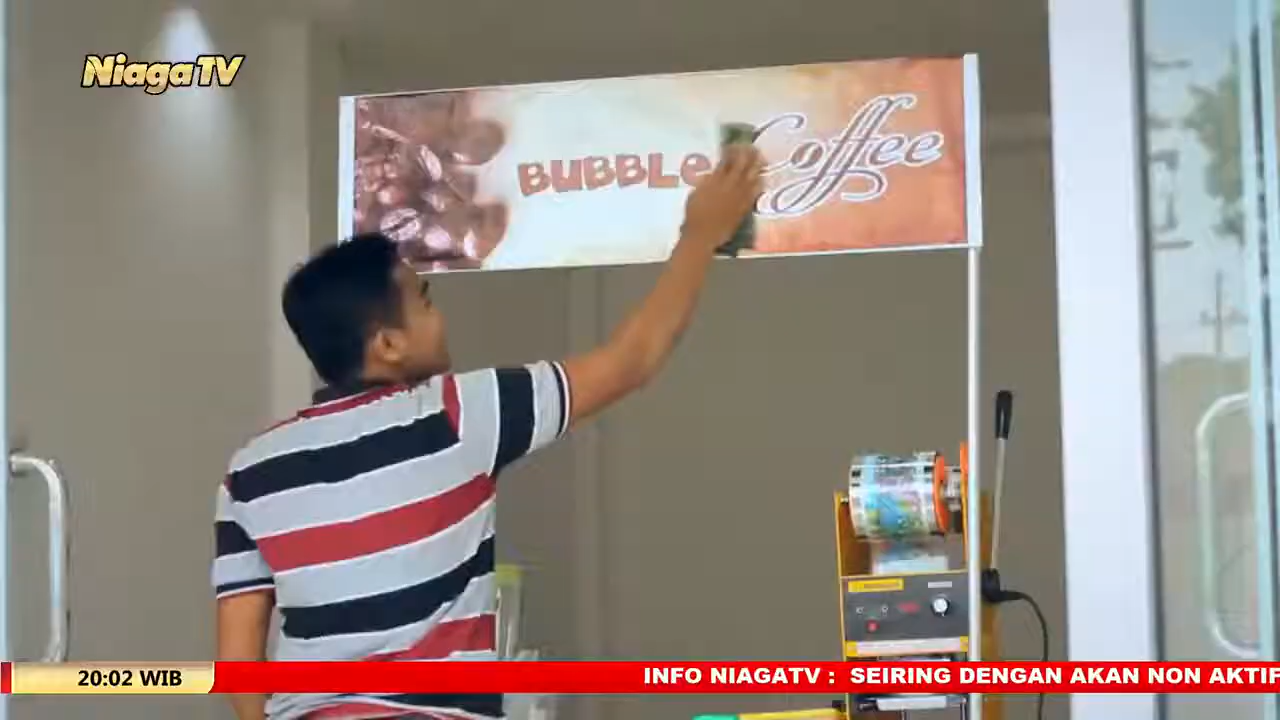 NiagaTV
BUBBLe Coffee
20:02 WIB
INFO NIAGATV : SEIRING DENGAN AKAN NON AKTIF